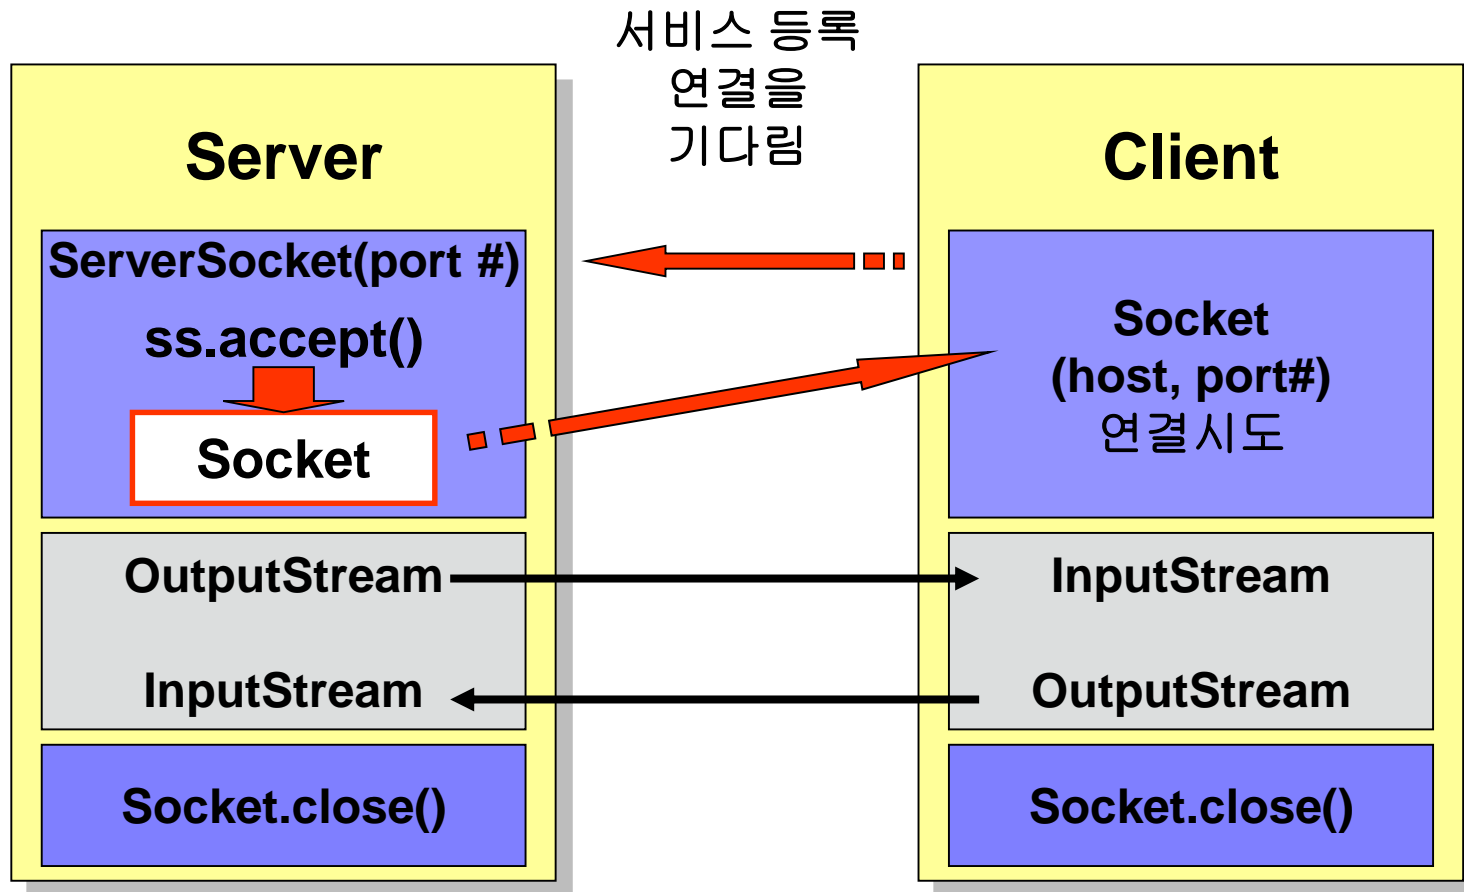 서비스 등록
연결을
기다림
Server
ServerSocket(port #)
ss.accept()
Socket
OutputStream
InputStream
Socket.close()
Client
Socket
(host, port#)
연결시도
InputStream
OutputStream
Socket.close()